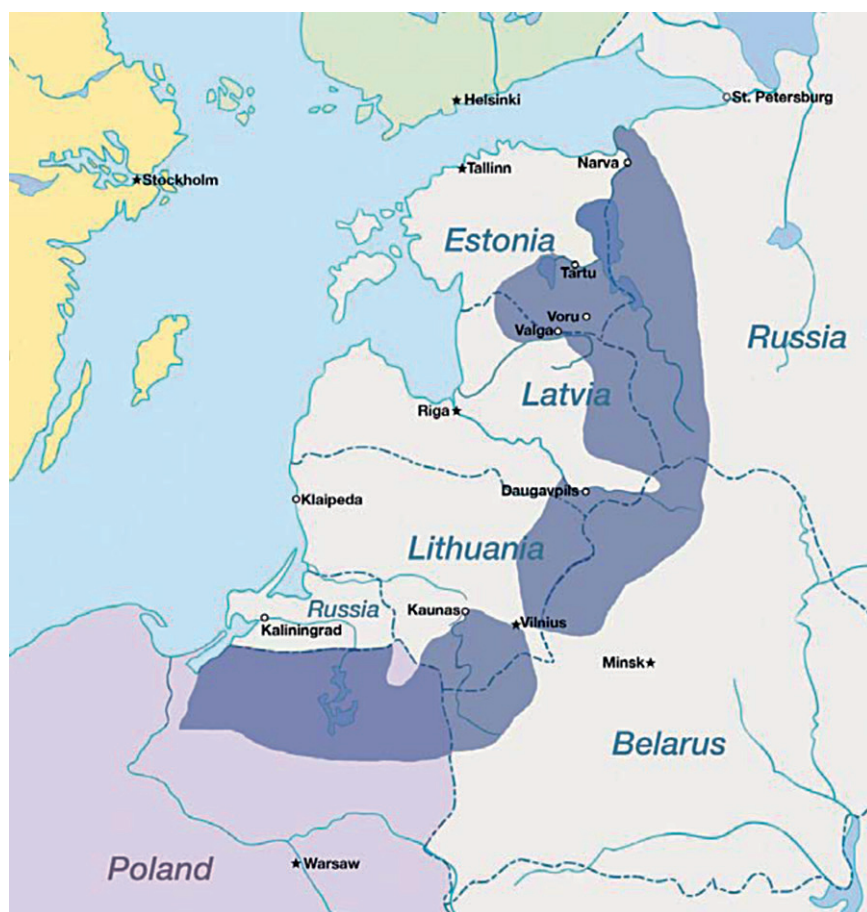 Helsinki
St. Petersburg
Narva
Tallinn
Stockholm
Estonia
Tartu
Voru
Valga
Russia
Latvia
Riga
Daugavpils
Klaipeda
Lithuania
Russia
Kaunas
Vilnius
Kaliningrad
Minsk
Belarus
Poland
Warsaw